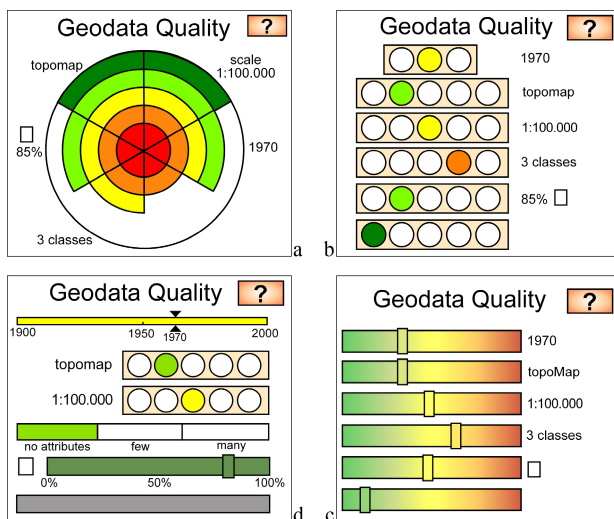 Geodata Quality ?
topomap
scale
1:100.000
85%
1970
3 classes
a
Geodata Quality ?
1970
topomap
1:100.000
3 classes
85%
b
Geodata Quality ?
1900 1950 1970 2000
topomap
1:100.000
no attributes few many
0% 50% 100%
d
Geodata Quality ?
1970
topoMap
1:100.000
3 classes
c